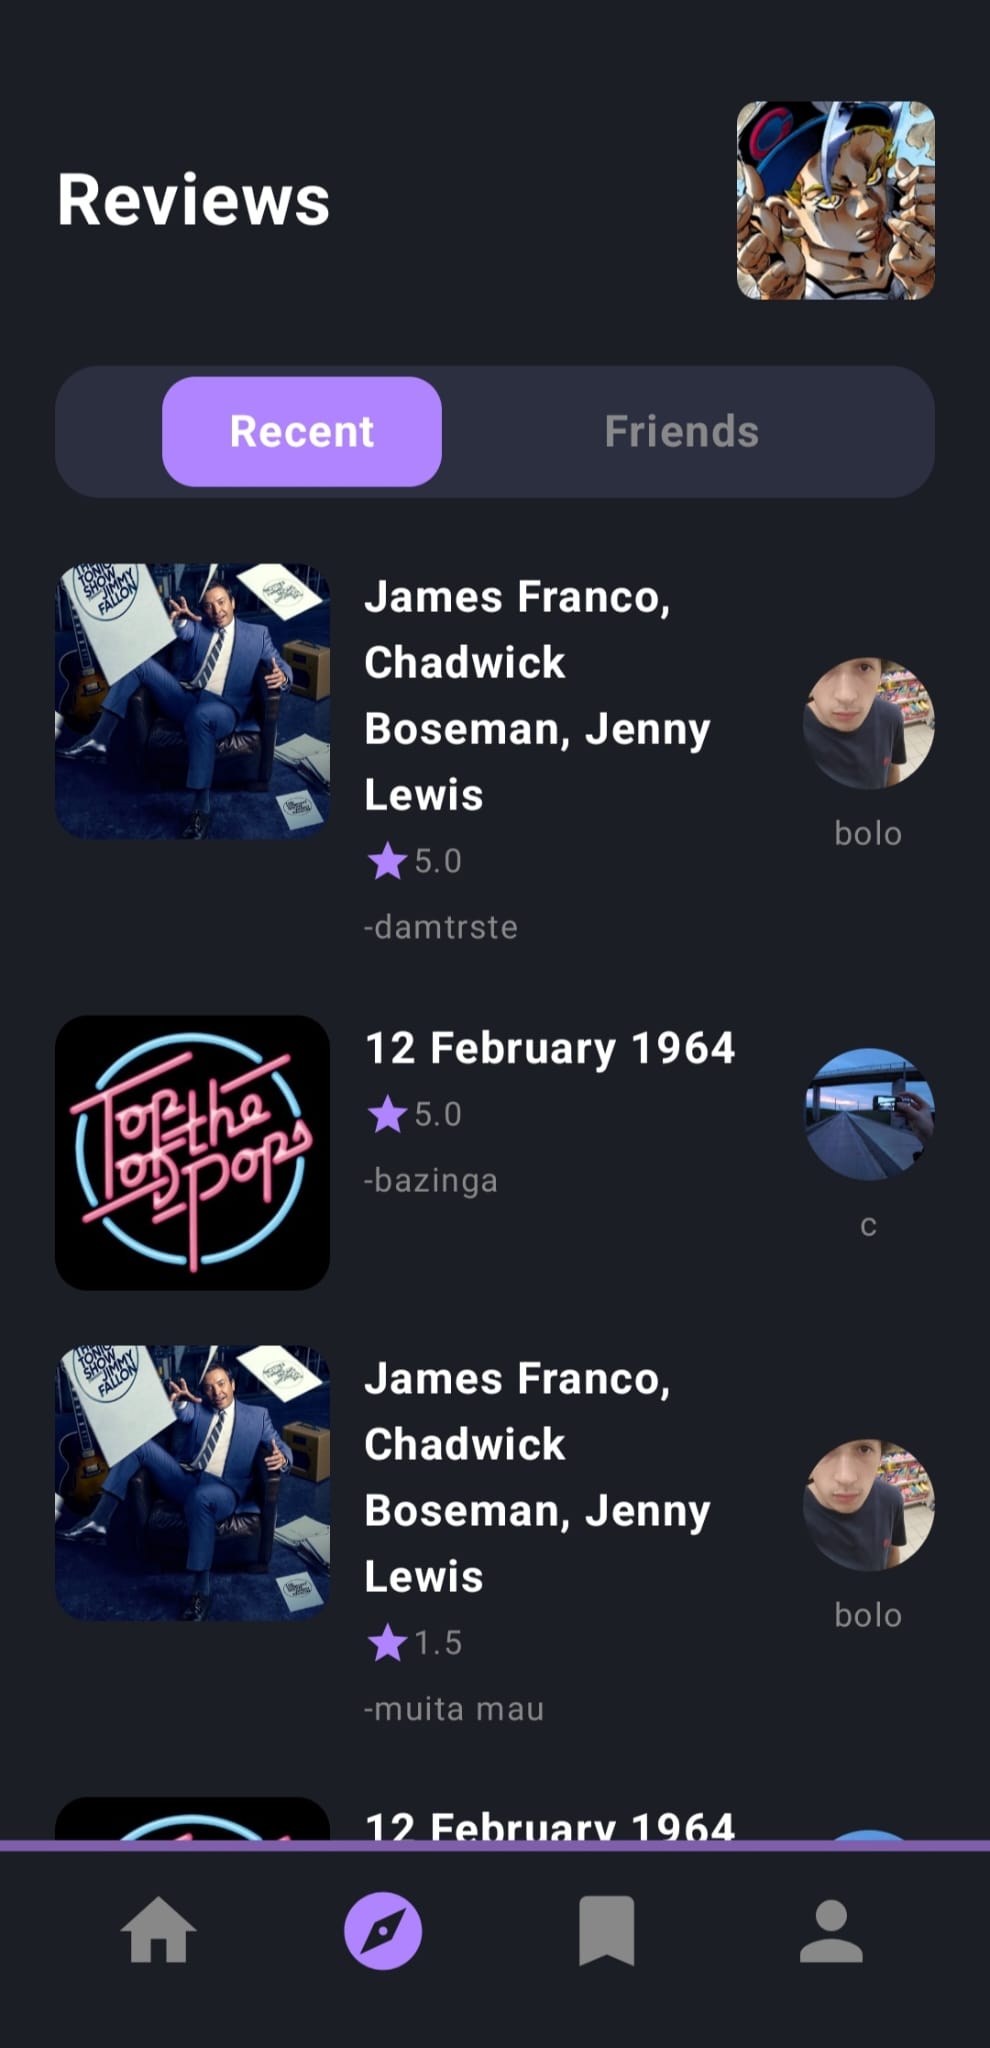 Reviews
Recent
Friends
THE TONIGHT
SHOW
JIMMY
FALLON
James Franco,
Chadwick
Boseman, Jenny
Lewis
5.0
-damtrste
bolo
TOP
OF the
POPS
12 February 1964
5.0
-bazinga
c
SHOW
JIMMY
FALLON
James Franco,
Chadwick
Boseman, Jenny
Lewis
1.5
-muita mau
bolo
12 February 1964